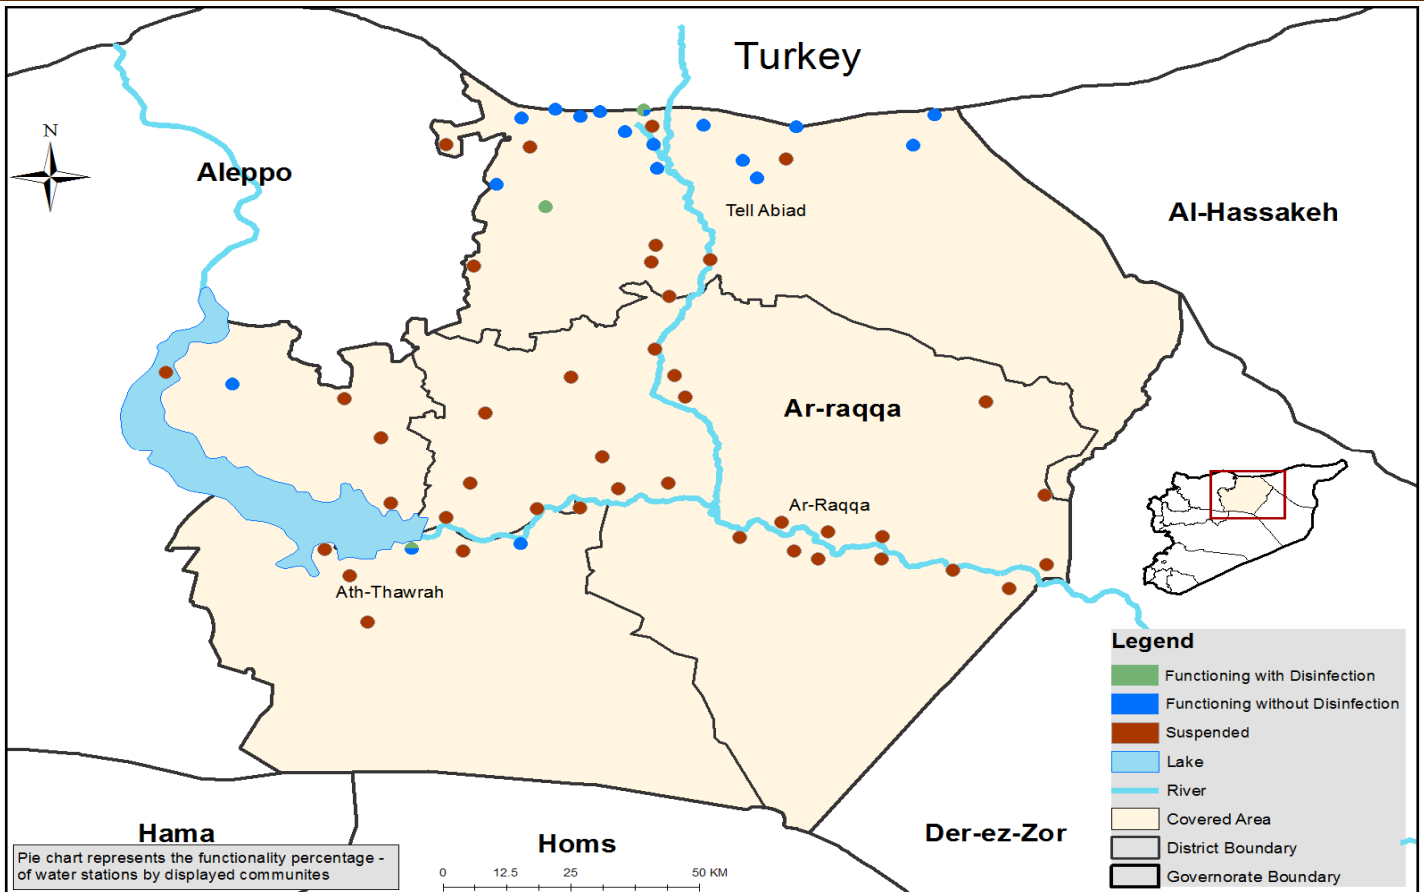 Turkey
N
Aleppo
Tell Abiad
Al-Hassakeh
Ar-raqqa
Ar-Raqqa
Ath-Thawrah
Legend
Functioning with Disinfection
Functioning without Disinfection
Suspended
Lake
River
Covered Area
District Boundary
Governorate Boundary
Hama
Homs
Der-ez-Zor
Pie chart represents the functionality percentage -
of water stations by displayed communites
0 12.5 25 50 KM